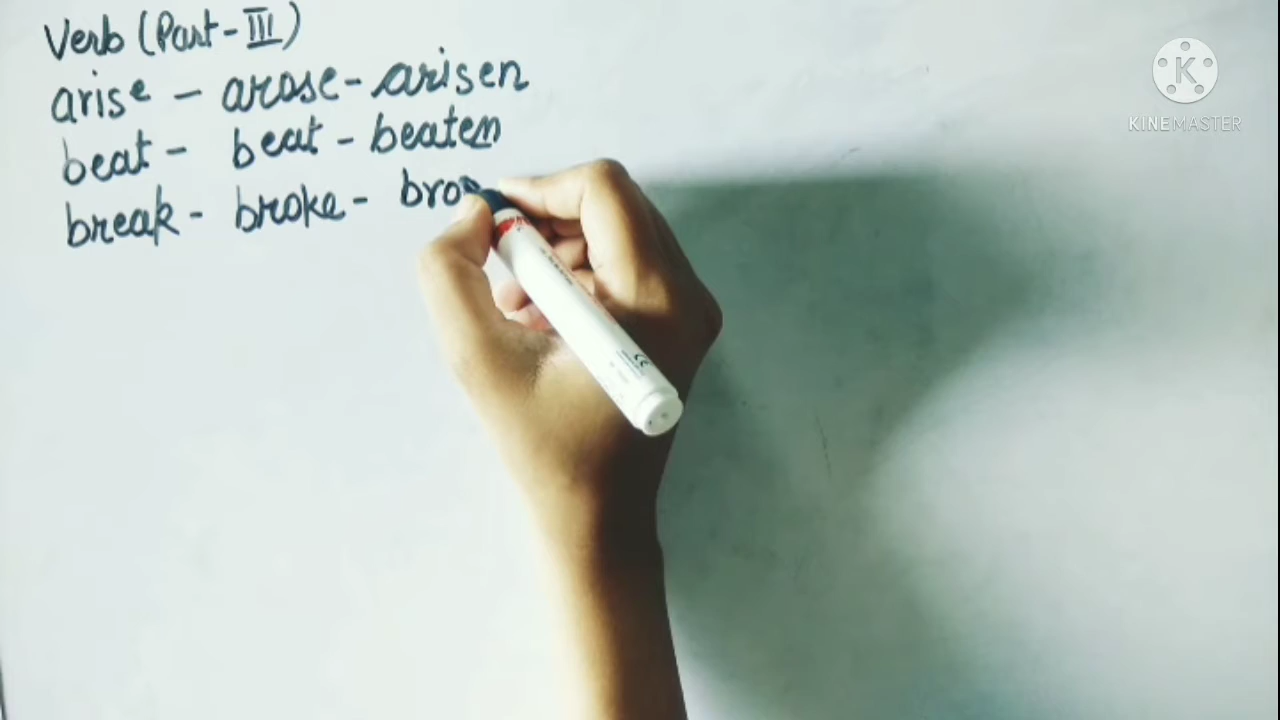 Verb (Part-III)
arise - arose - arisen
beat - beat - beaten
break - broke - bro
K
KINEMASTER